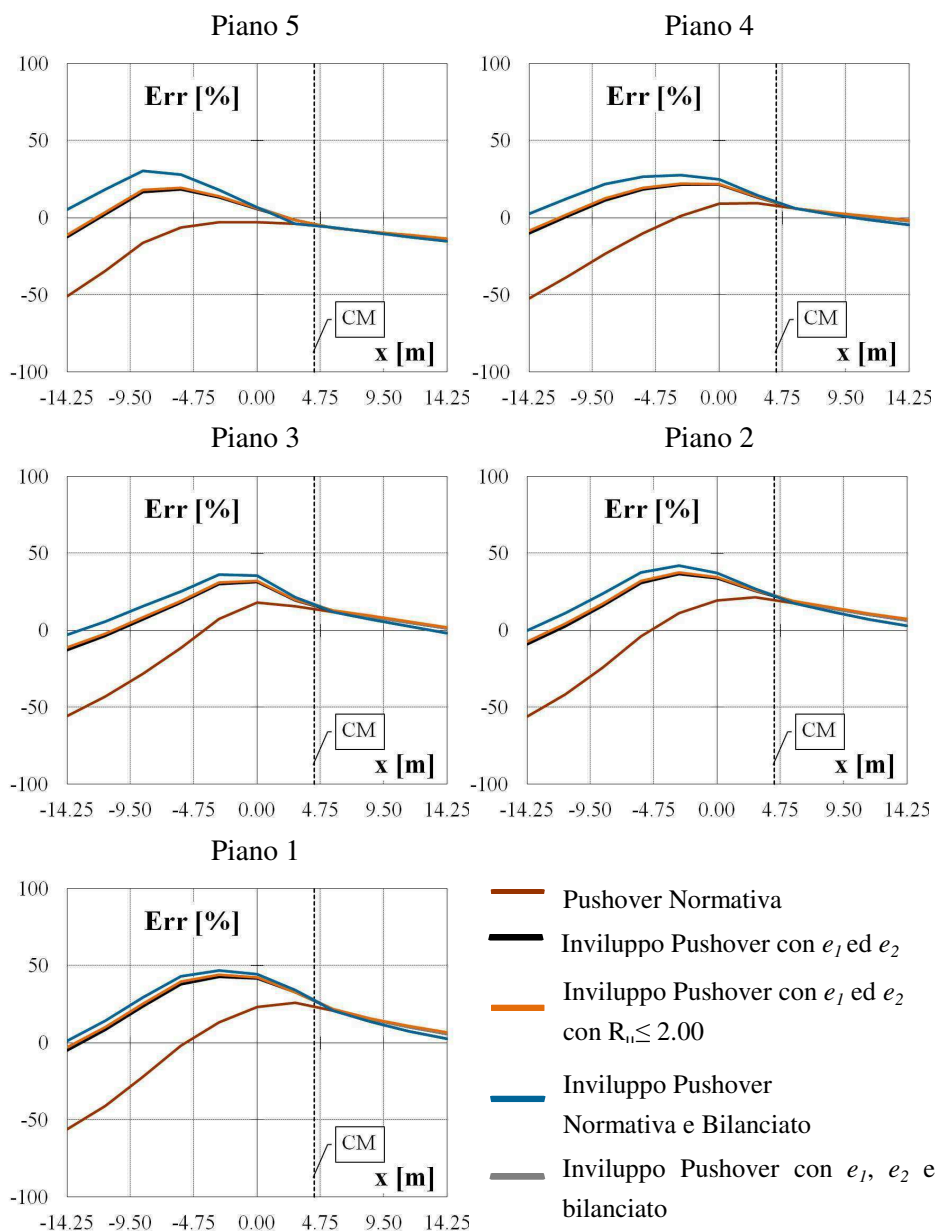 Piano 5
Piano 4
100
50
0
-50
-100
Err [%]
CM
x [m]
-14.25 -9.50 -4.75 0.00 4.75 9.50 14.25
100
50
0
-50
-100
Err [%]
CM
x [m]
-14.25 -9.50 -4.75 0.00 4.75 9.50 14.25
Piano 3
Piano 2
100
50
0
-50
-100
Err [%]
CM
x [m]
-14.25 -9.50 -4.75 0.00 4.75 9.50 14.25
100
50
0
-50
-100
Err [%]
CM
x [m]
-14.25 -9.50 -4.75 0.00 4.75 9.50 14.25
Piano 1
100
50
0
-50
-100
Err [%]
CM
x [m]
-14.25 -9.50 -4.75 0.00 4.75 9.50 14.25
Pushover Normativa
Inviluppo Pushover con e1 ed e2
Inviluppo Pushover con e1 ed e2
con Rμ≤ 2.00
Inviluppo Pushover
Normativa e Bilanciato
Inviluppo Pushover con e1, e2 e
bilanciato